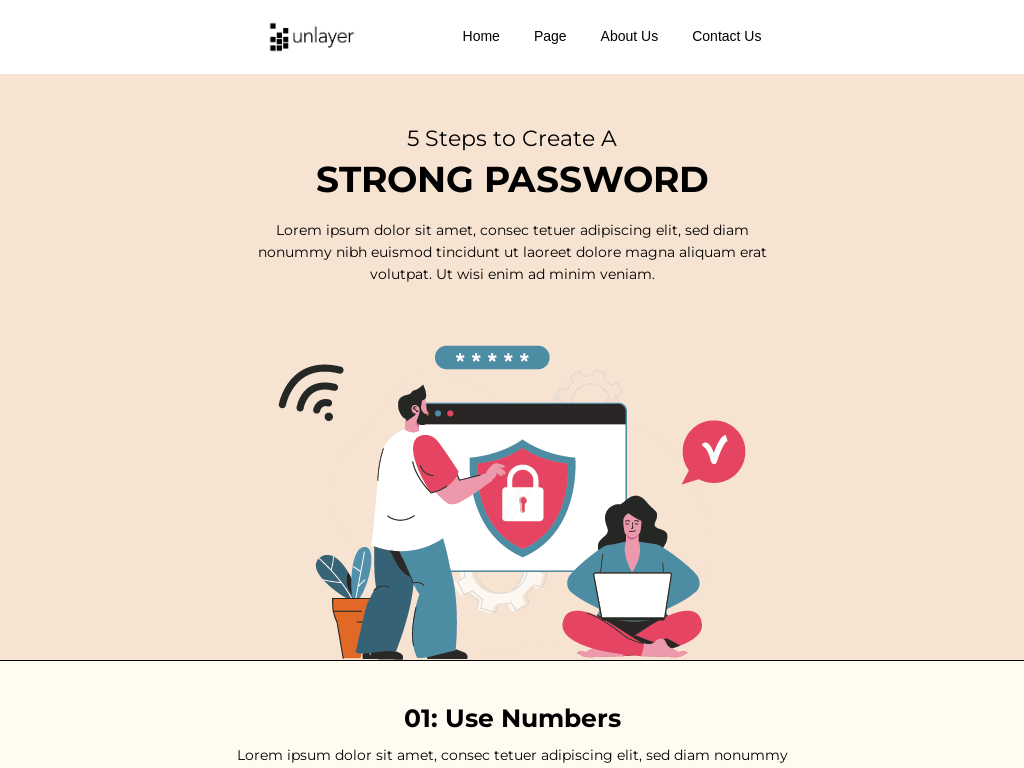 unlayer
Home Page About Us Contact Us
5 Steps to Create A
STRONG PASSWORD
Lorem ipsum dolor sit amet, consec tetuer adipiscing elit, sed diam
nonummy nibh euismod tincidunt ut laoreet dolore magna aliquam erat
volutpat. Ut wisi enim ad minim veniam.
* * * * *
01: Use Numbers
Lorem ipsum dolor sit amet, consec tetuer adipiscing elit, sed diam nonummy